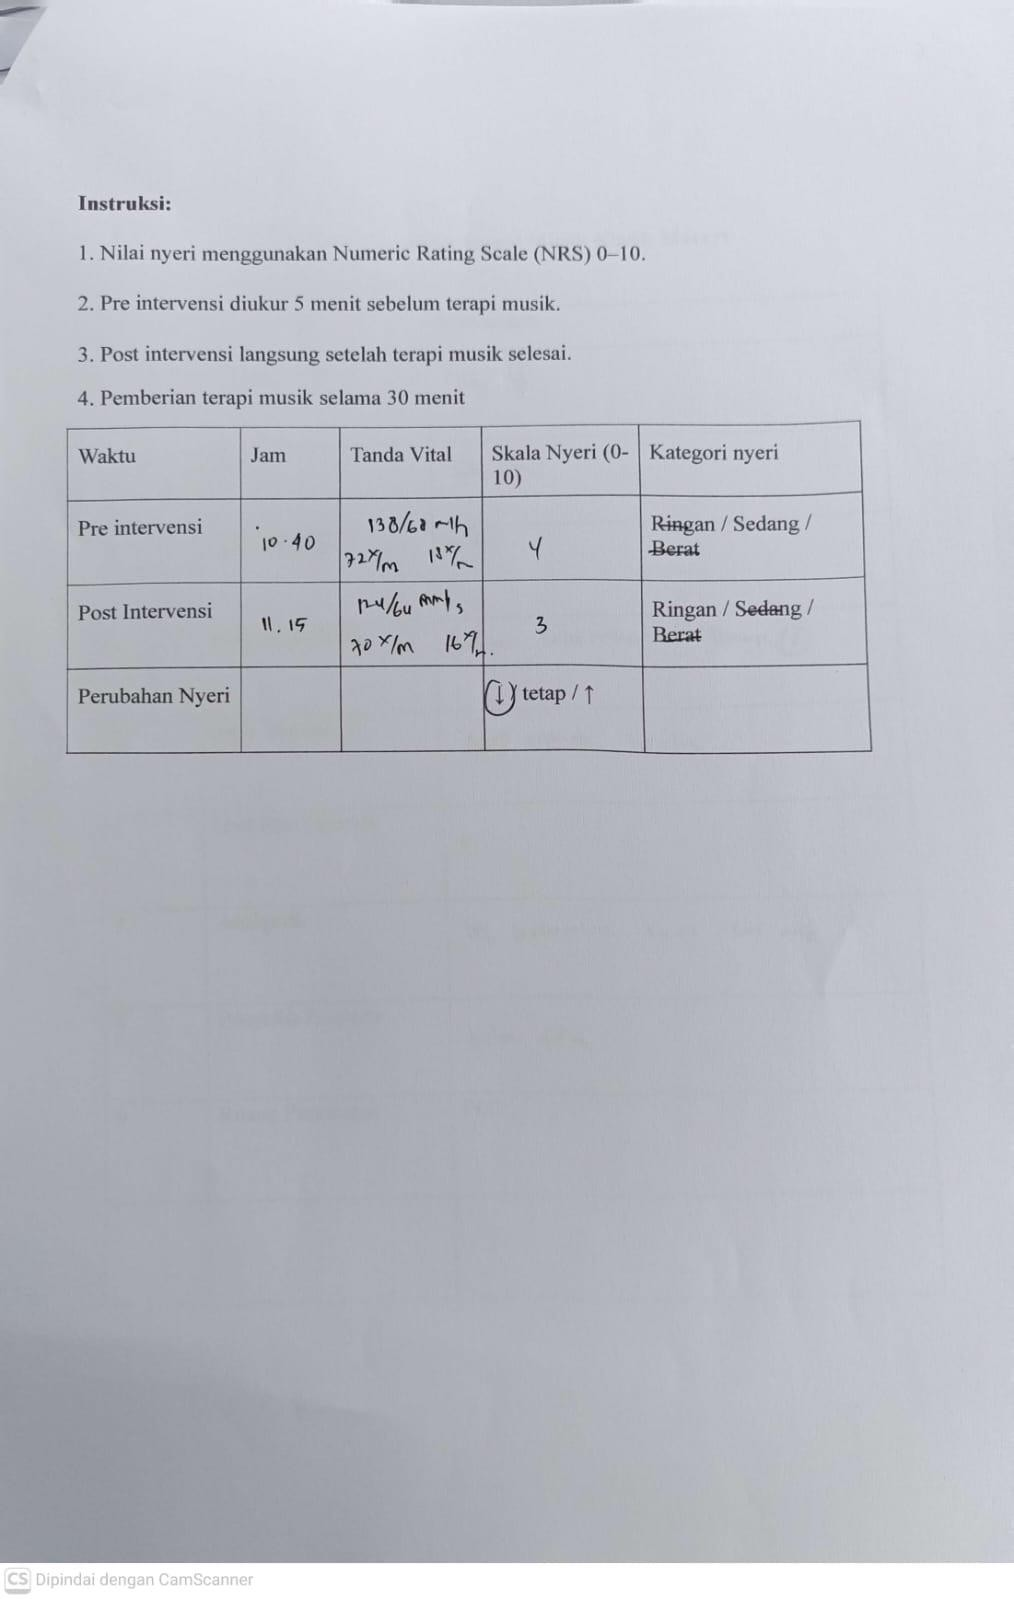 Instruksi:
1. Nilai nyeri menggunakan Numeric Rating Scale (NRS) 0–10.
2. Pre intervensi diukur 5 menit sebelum terapi musik.
3. Post intervensi langsung setelah terapi musik selesai.
4. Pemberian terapi musik selama 30 menit
Waktu Jam Tanda Vital Skala Nyeri (0-
10) Kategori nyeri
Pre intervensi 10.40 138/68
72x/m 18x/ 4 Ringan / Sedang /
Berat
Post Intervensi 11.15 124/64
70x/m 16x/ 3 Ringan / Sedang /
Berat
Perubahan Nyeri ↓ / tetap / ↑
CS Dipindai dengan CamScanner